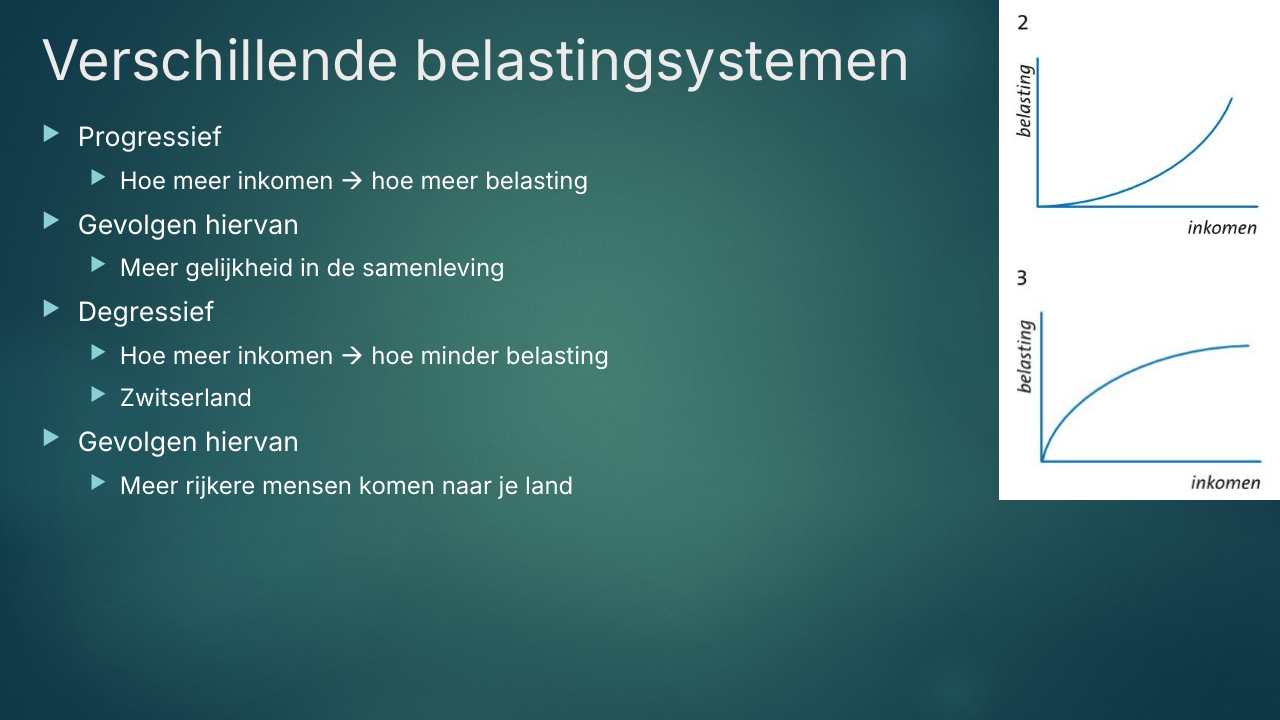 Verschillende belastingsystemen
Progressief
Hoe meer inkomen → hoe meer belasting
Gevolgen hiervan
Meer gelijkheid in de samenleving
Degressief
Hoe meer inkomen → hoe minder belasting
Zwitserland
Gevolgen hiervan
Meer rijkere mensen komen naar je land
2
belasting
inkomen
3
belasting
inkomen